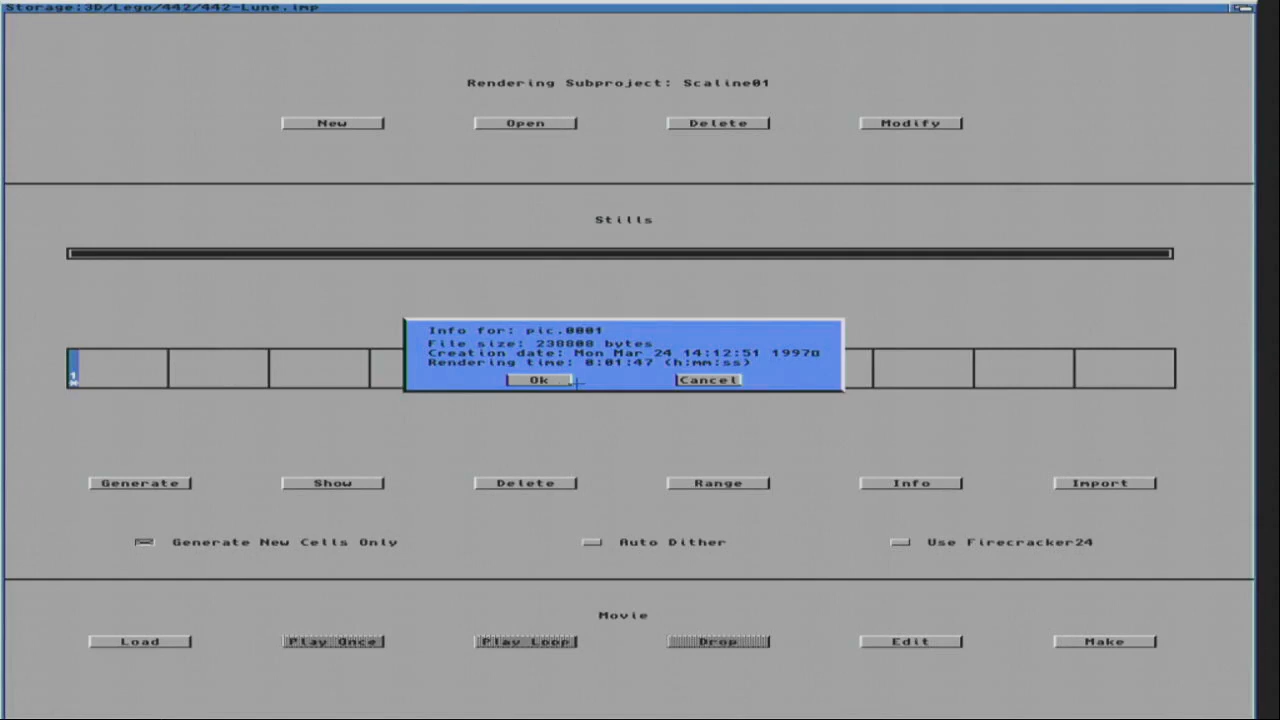 Storage:3D/Lego/442/442-Lune.imp
Rendering Subproject: Scaline01
New Open Delete Modify
Stills
Info for: pic.0001
File size: 238808 bytes
Creation date: Mon Mar 24 14:12:51 1997
Rendering time: 0:01:47 (h:mm:ss)
1
Ok Cancel
Generate Show Delete Range Info Import
Generate New Cells Only Auto Dither Use Firecracker24
Movie
Load Play Once Play Loop Drop Edit Make